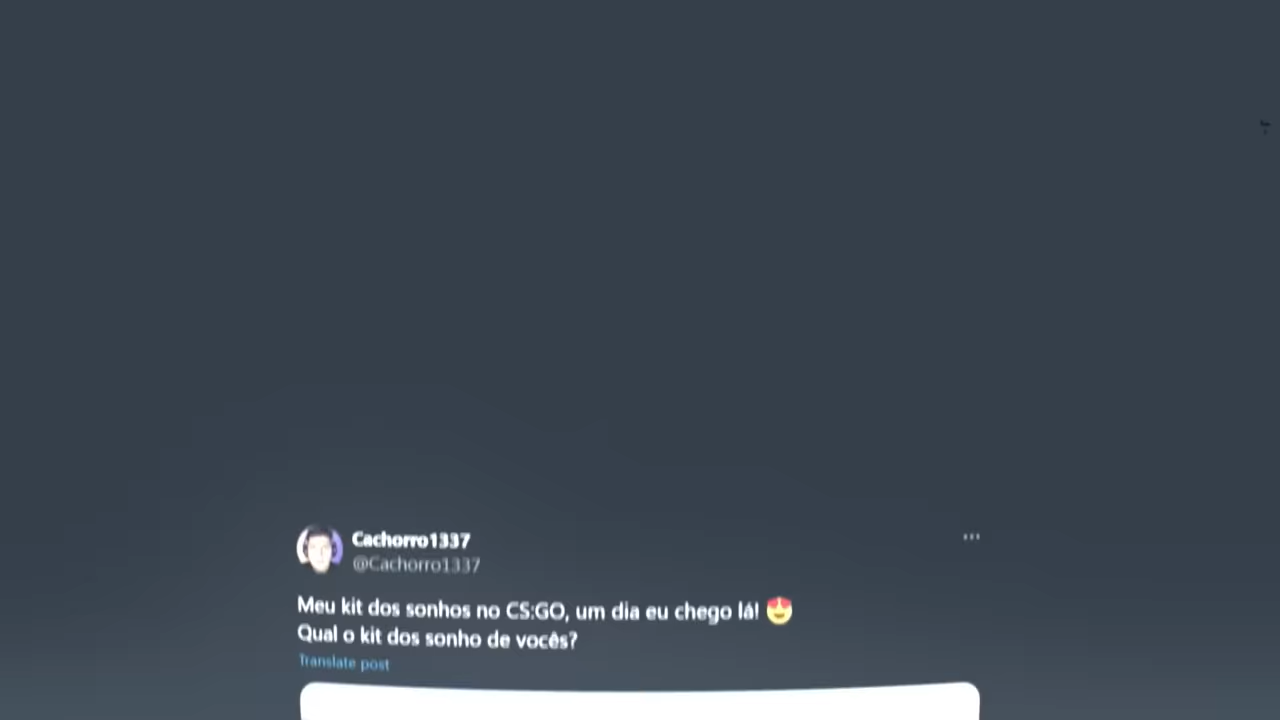 Cachorro1337
@Cachorro1337
Meu kit dos sonhos no CS:GO, um dia eu chego lá! 😍
Qual o kit dos sonho de vocês?
Translate post